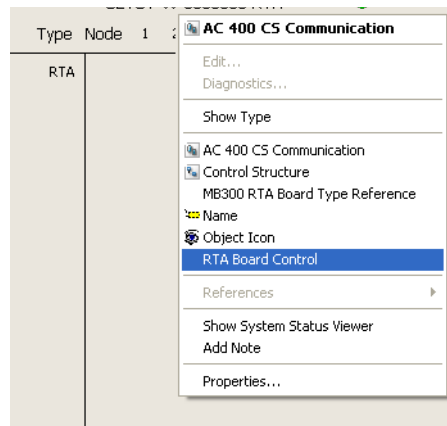 AC 400 CS Communication
Type Node 1
Edit...
RTA
Diagnostics...
Show Type
AC 400 CS Communication
Control Structure
MB300 RTA Board Type Reference
Name
Object Icon
RTA Board Control
References
Show System Status Viewer
Add Note
Properties...